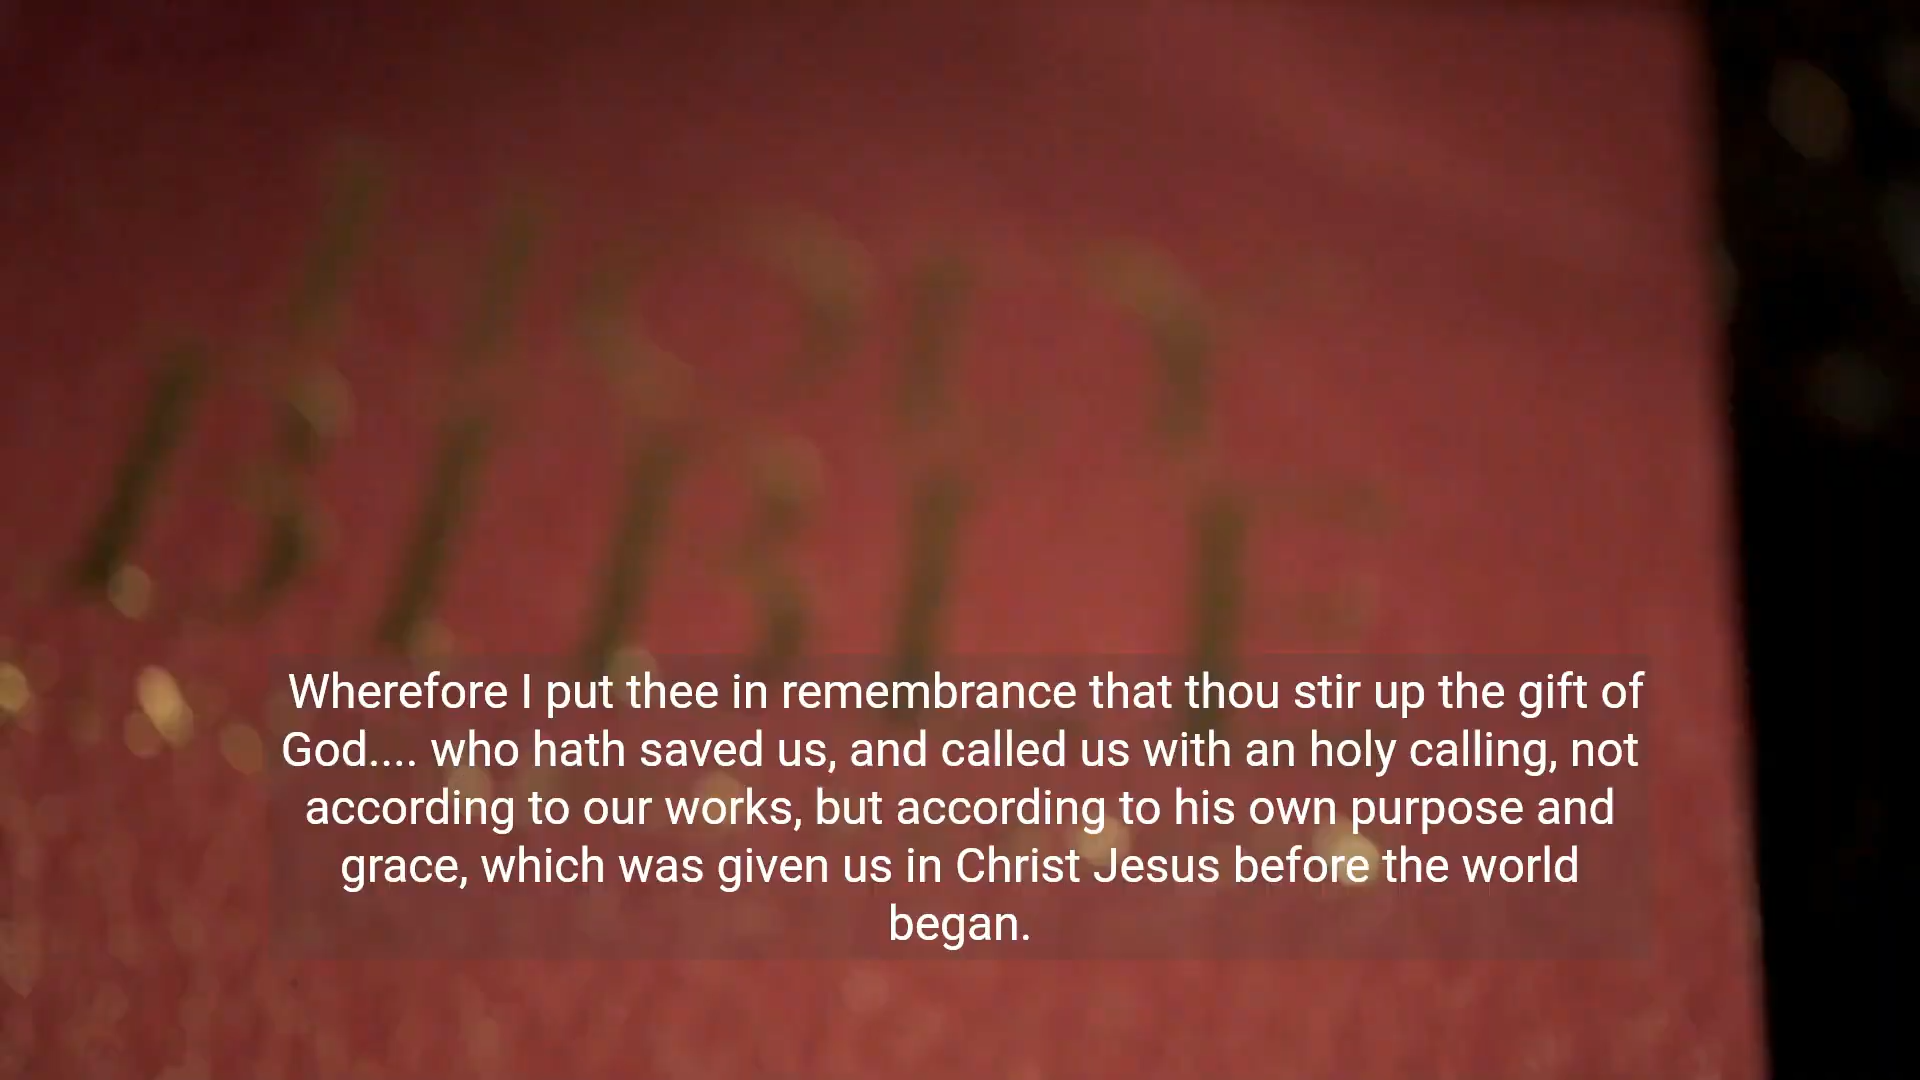 HOLY
BIBLE
Wherefore I put thee in remembrance that thou stir up the gift of
God.... who hath saved us, and called us with an holy calling, not
according to our works, but according to his own purpose and
grace, which was given us in Christ Jesus before the world
began.